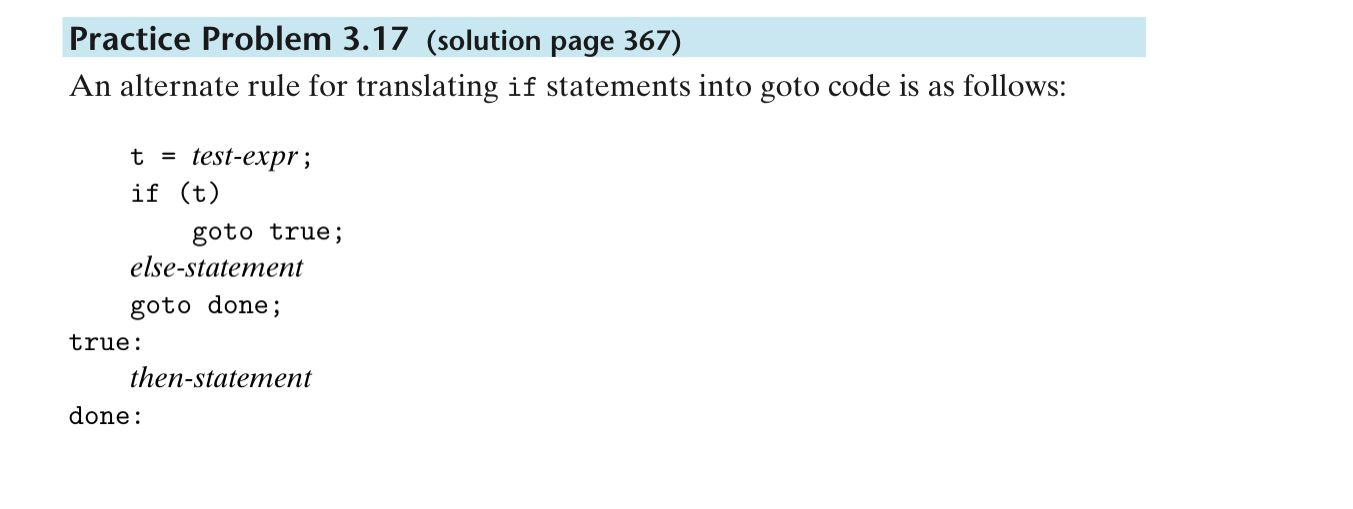 Practice Problem 3.17 (solution page 367)
An alternate rule for translating if statements into goto code is as follows:
t = test-expr;
if (t)
goto true;
else-statement
goto done;
true:
then-statement
done: